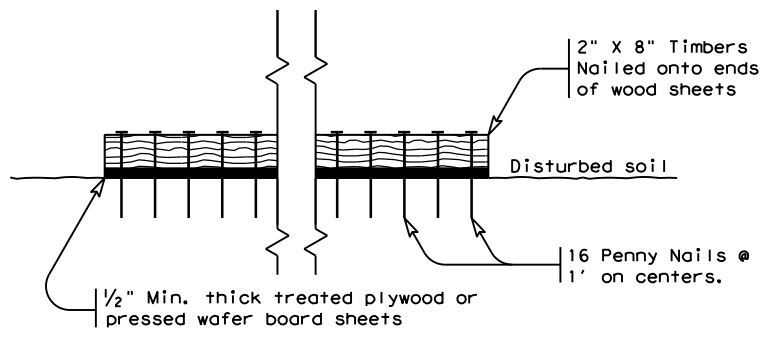 2" X 8" Timbers
Nailed onto ends
of wood sheets
Disturbed soil
16 Penny Nails @
1' on centers.
½" Min. thick treated plywood or
pressed wafer board sheets